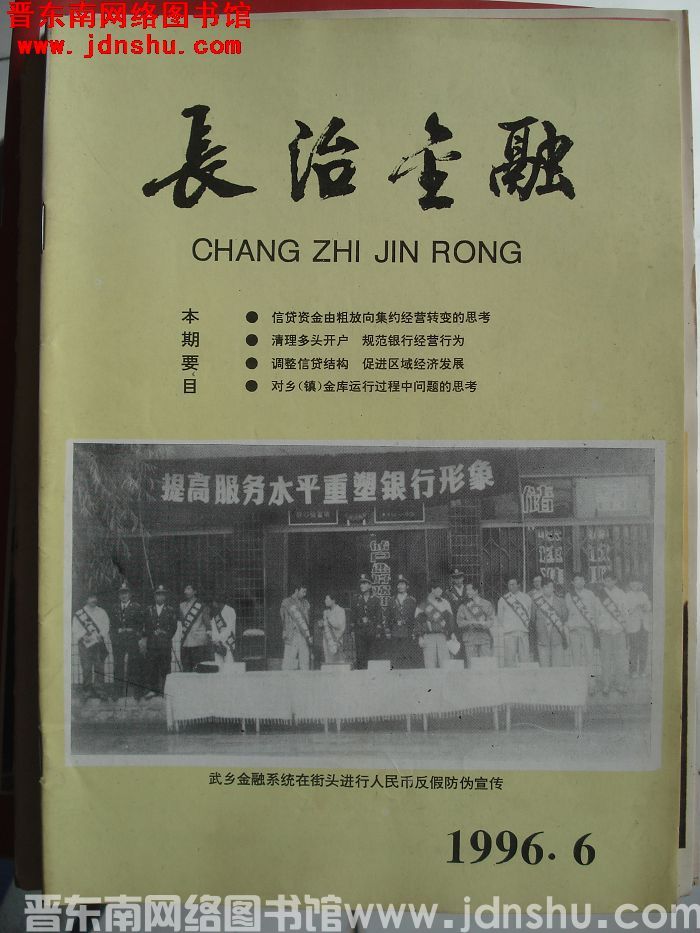 晋东南网络图书馆
www.jdnshu.com
長治金融
CHANG ZHI JIN RONG
本期要目
● 信贷资金由粗放向集约经营转变的思考
● 清理多头开户 规范银行经营行为
● 调整信贷结构 促进区域经济发展
● 对乡(镇)金库运行过程中问题的思考
提高服务水平重塑银行形象
储
武乡金融系统在街头进行人民币反假防伪宣传
1996.6
晋东南网络图书馆www.jdnshu.com